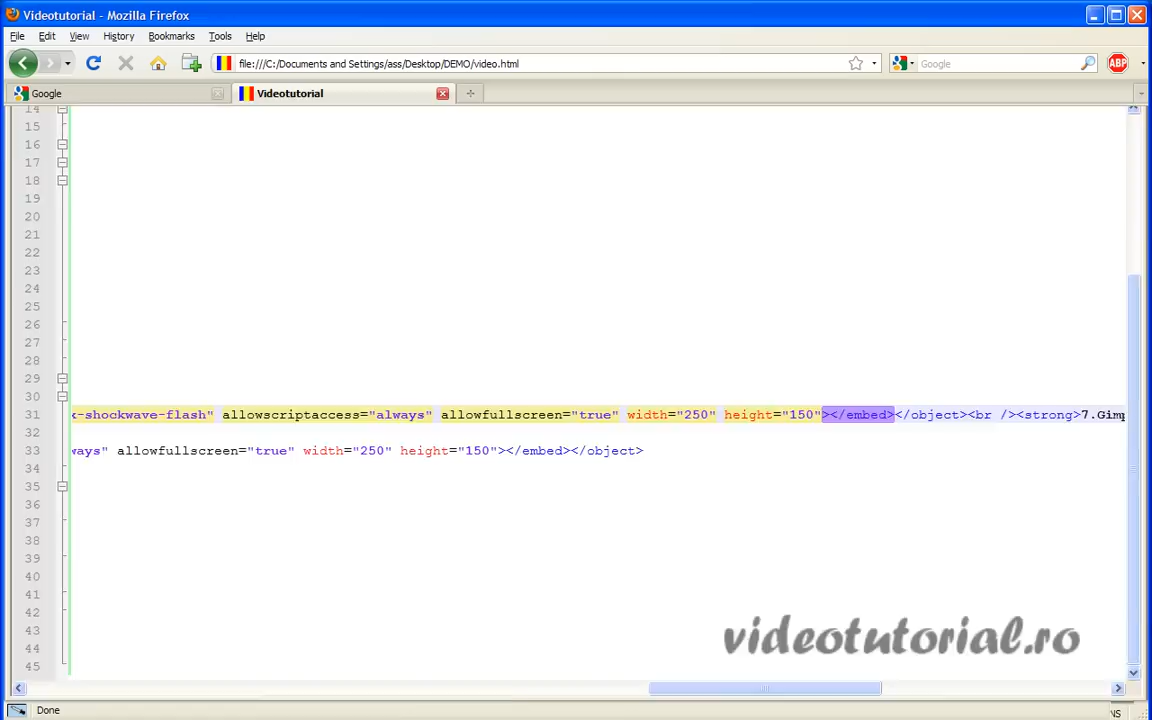 Videotutorial - Mozilla Firefox
File Edit View History Bookmarks Tools Help
file:///C:/Documents and Settings/ass/Desktop/DEMO/video.html
Google
ABP
Google
Videotutorial
14
15
16
17
18
19
20
21
22
23
24
25
26
27
28
29
30
31 x-shockwave-flash" allowscriptaccess="always" allowfullscreen="true" width="250" height="150"></embed></object><br /><strong>7.Gimp
32
33 ways" allowfullscreen="true" width="250" height="150"></embed></object>
34
35
36
37
38
39
40
41
42
43
44
45
videotutorial.ro
Done
NS